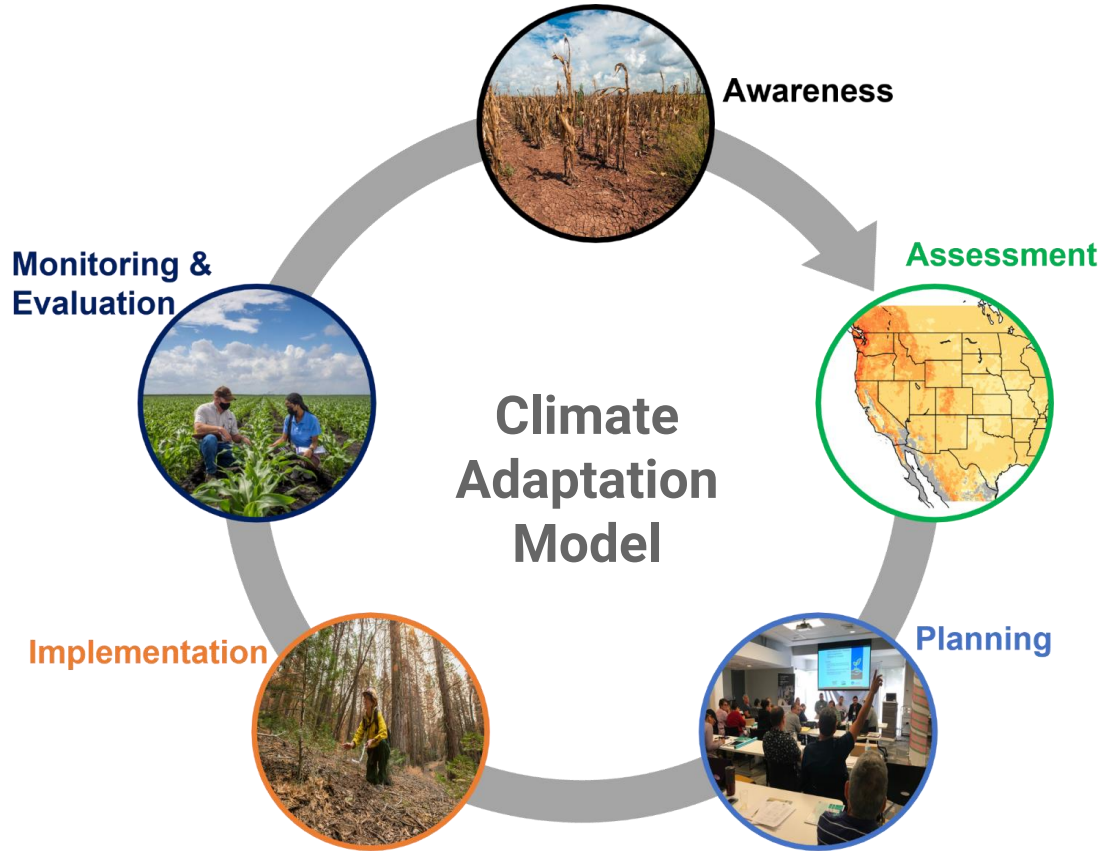 Awareness
Assessment
Planning
Implementation
Monitoring &
Evaluation
Climate
Adaptation
Model